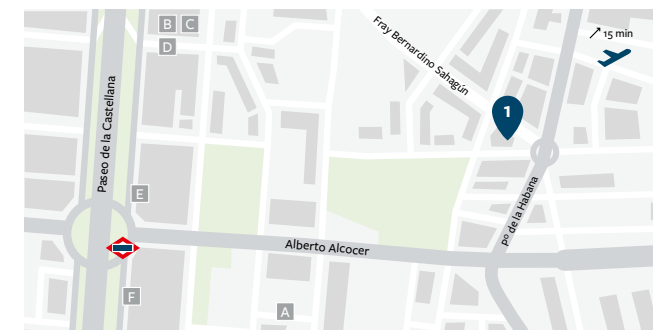 B C
D
Fray Bernardino Sahagún
↗ 15 min
1
Paseo de la Castellana
E
Pº de la Habana
Alberto Alcocer
F
A